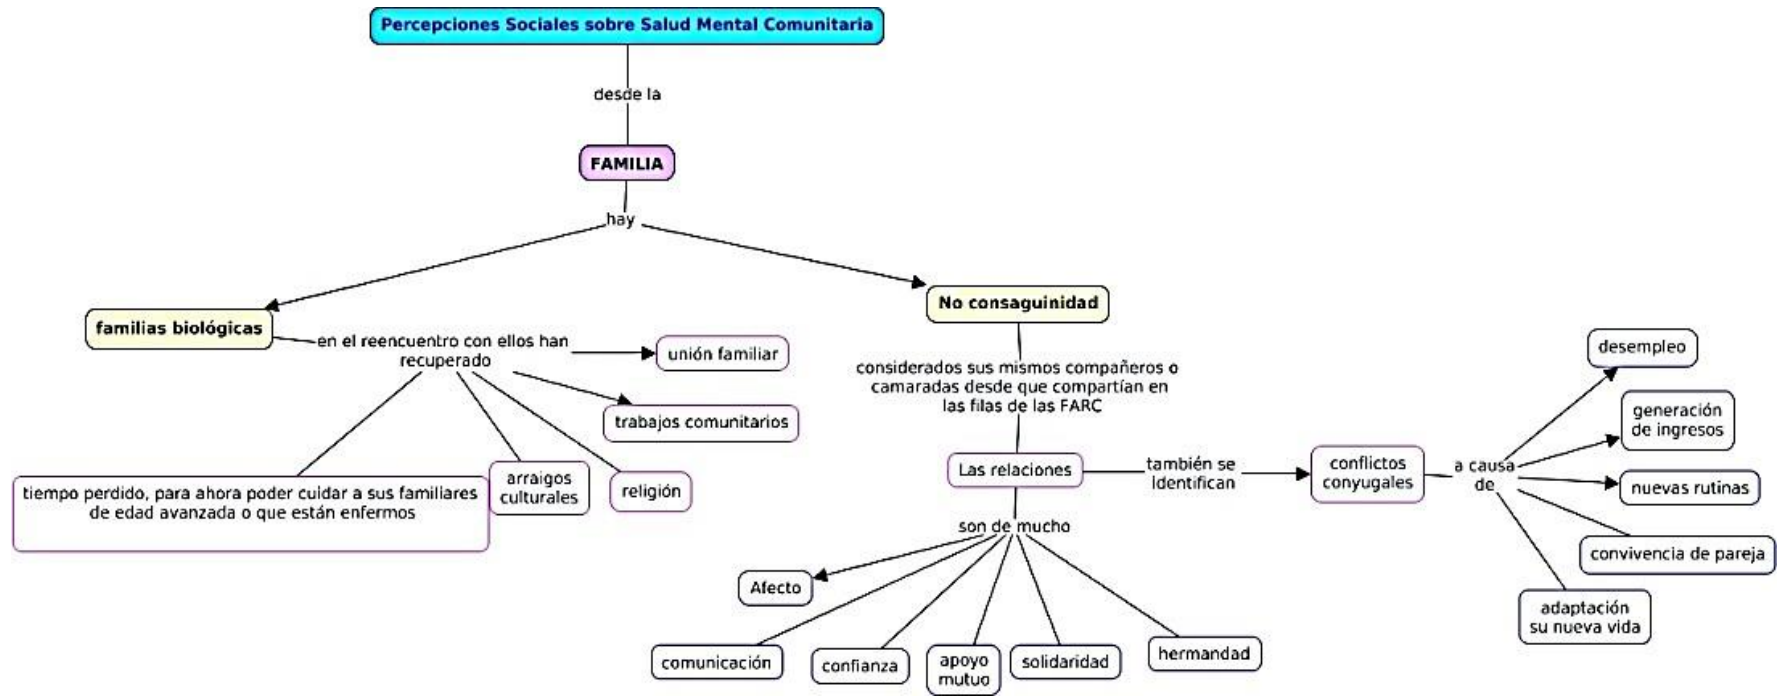 Percepciones Sociales sobre Salud Mental Comunitaria
desde la
FAMILIA
hay
familias biológicas
en el reencuentro con ellos han
recuperado
unión familiar
trabajos comunitarios
tiempo perdido, para ahora poder cuidar a sus familiares
de edad avanzada o que están enfermos
arraigos
culturales
religión
No consaguinidad
considerados sus mismos compañeros o
camaradas desde que compartían en
las filas de las FARC
Las relaciones
son de mucho
Afecto
comunicación
confianza
apoyo
mutuo
solidaridad
hermandad
también se
Identifican
conflictos
conyugales
a causa
de
desempleo
generación
de ingresos
nuevas rutinas
convivencia de pareja
adaptación
su nueva vida